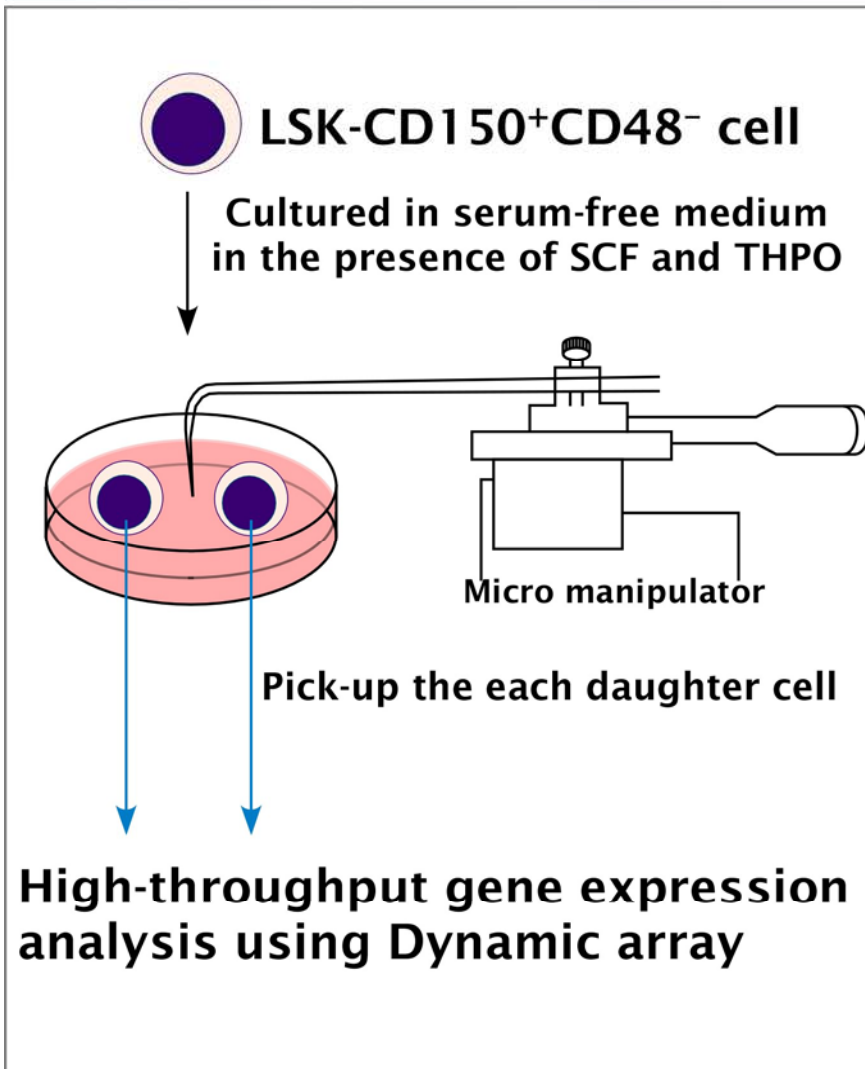 LSK-CD150⁺CD48⁻ cell
Cultured in serum-free medium
in the presence of SCF and THPO
Micro manipulator
Pick-up the each daughter cell
High-throughput gene expression
analysis using Dynamic array